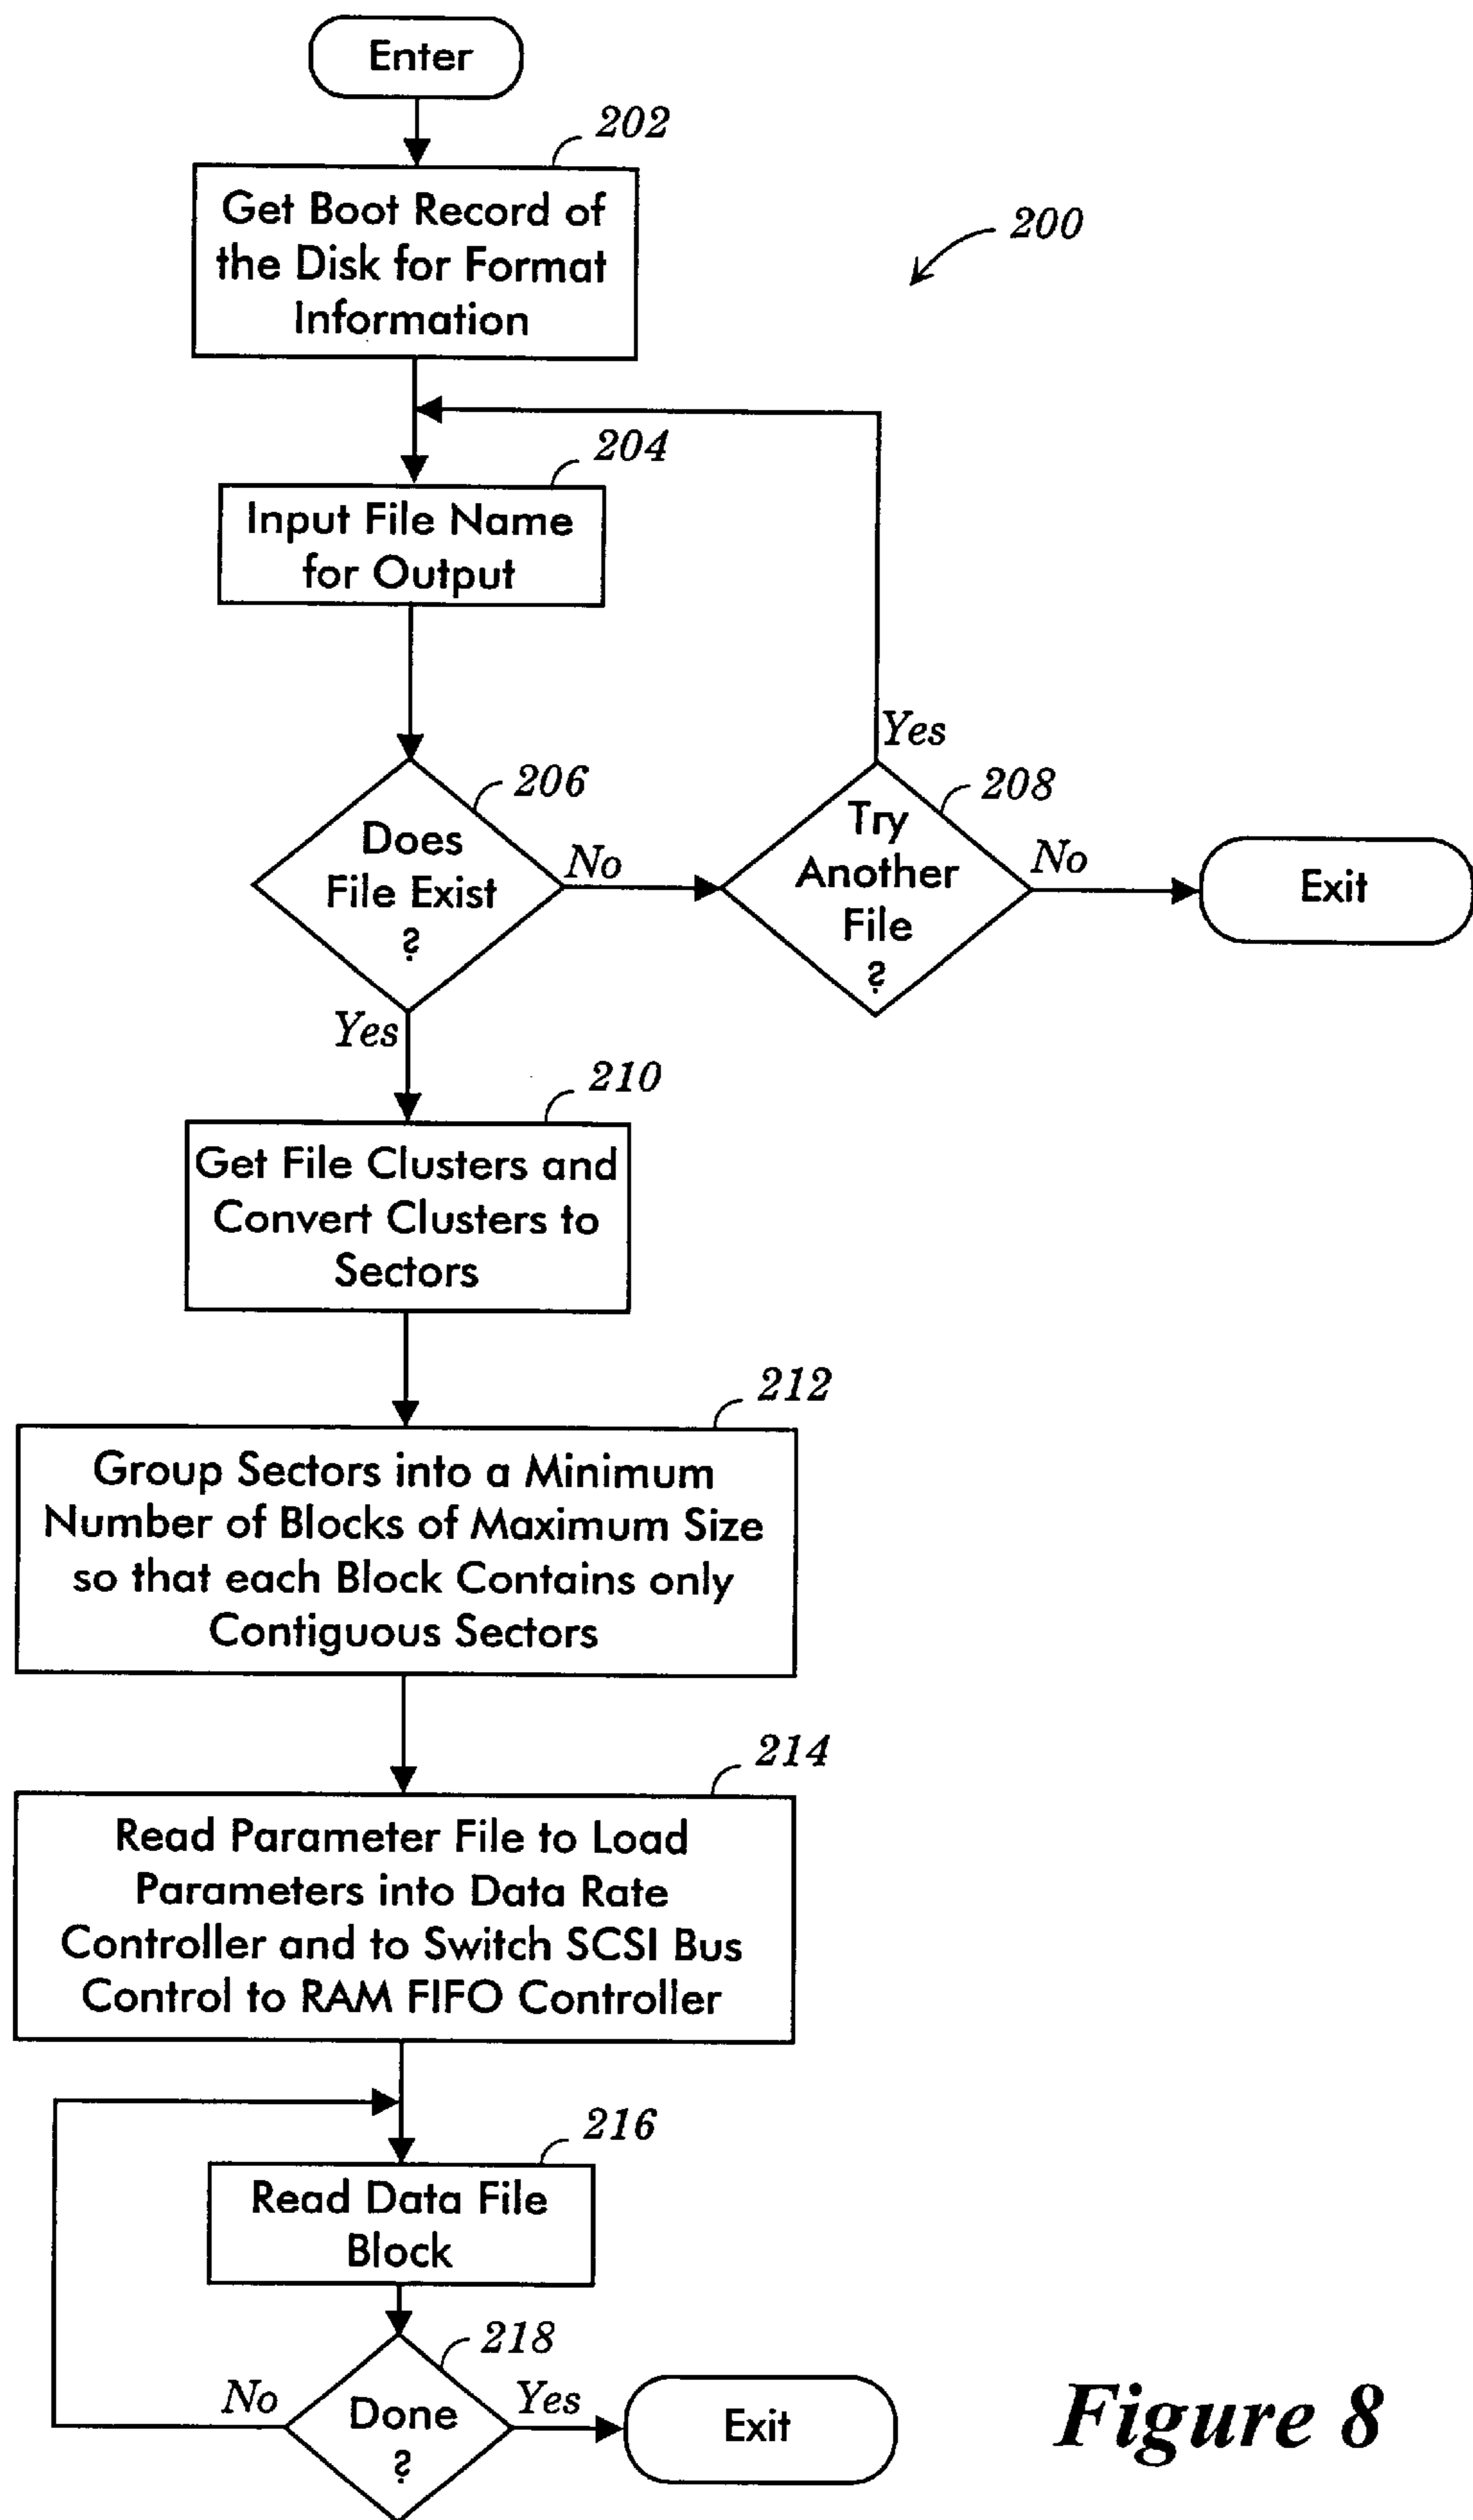 Enter
202
Get Boot Record of
the Disk for Format
Information
200
204
Input File Name
for Output
206
Does
File Exist
?
No
Yes
208
Try
Another
File
?
Yes
No
Exit
210
Get File Clusters and
Convert Clusters to
Sectors
212
Group Sectors into a Minimum
Number of Blocks of Maximum Size
so that each Block Contains only
Contiguous Sectors
214
Read Parameter File to Load
Parameters into Data Rate
Controller and to Switch SCSI Bus
Control to RAM FIFO Controller
216
Read Data File
Block
218
Done
?
No
Yes
Exit
Figure 8